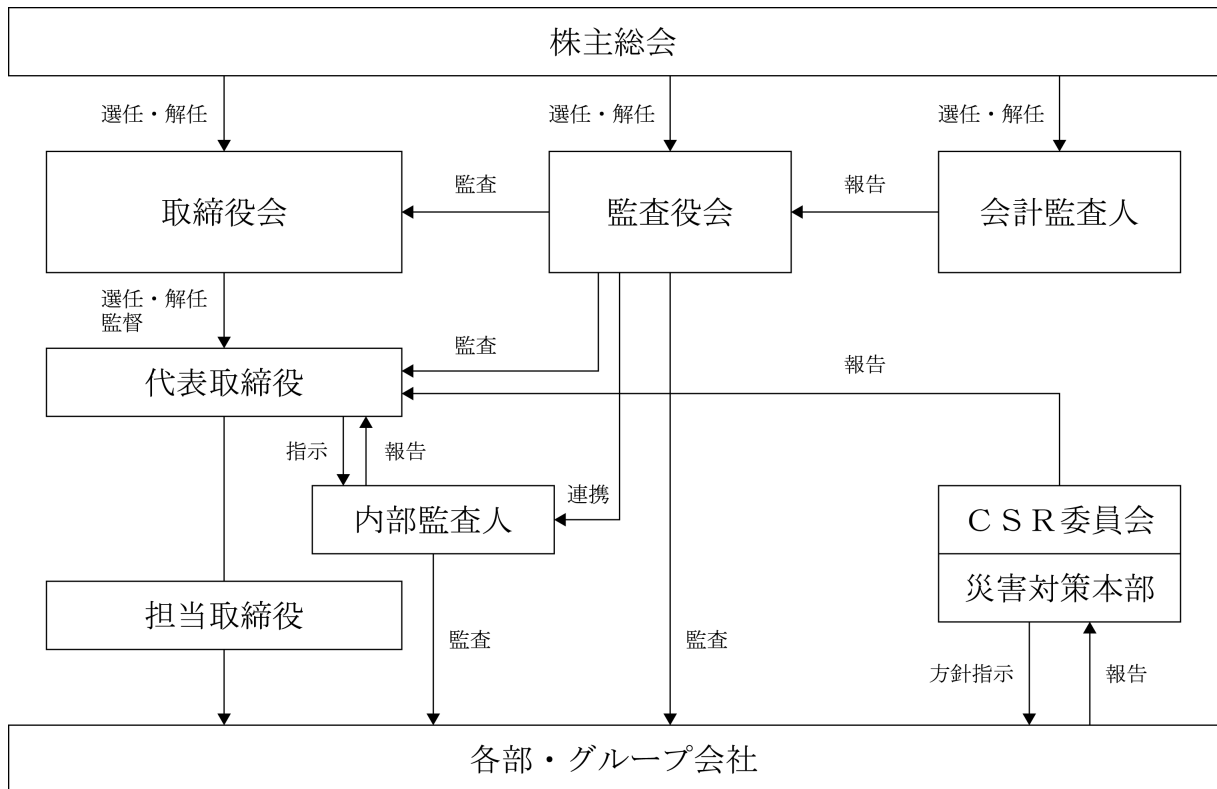 株主総会
選任・解任
選任・解任
選任・解任
取締役会
監査
監査役会
報告
会計監査人
選任・解任
監督
監査
報告
代表取締役
指示
報告
連携
内部監査人
ＣＳＲ委員会
災害対策本部
担当取締役
監査
監査
方針指示
報告
各部・グループ会社